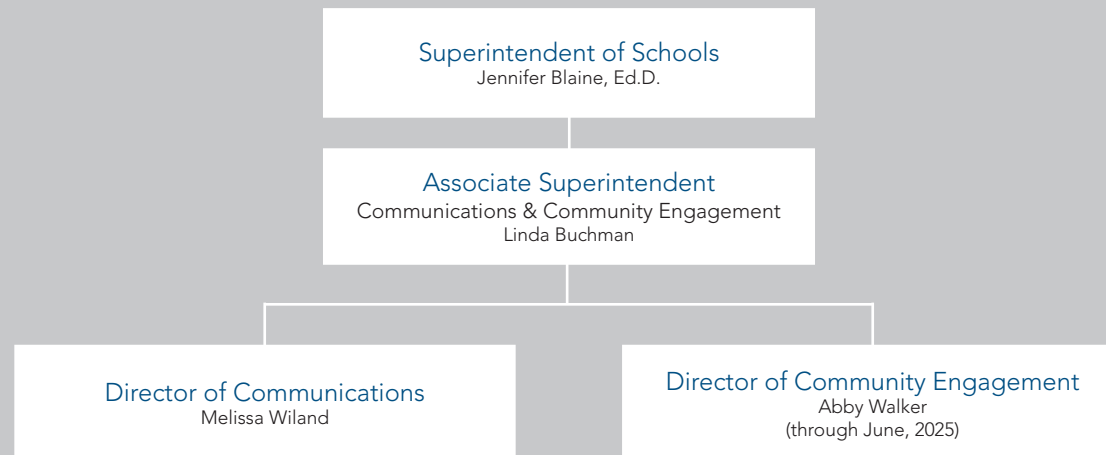 Superintendent of Schools
Jennifer Blaine, Ed.D.
Associate Superintendent
Communications & Community Engagement
Linda Buchman
Director of Communications
Melissa Wiland
Director of Community Engagement
Abby Walker
(through June, 2025)